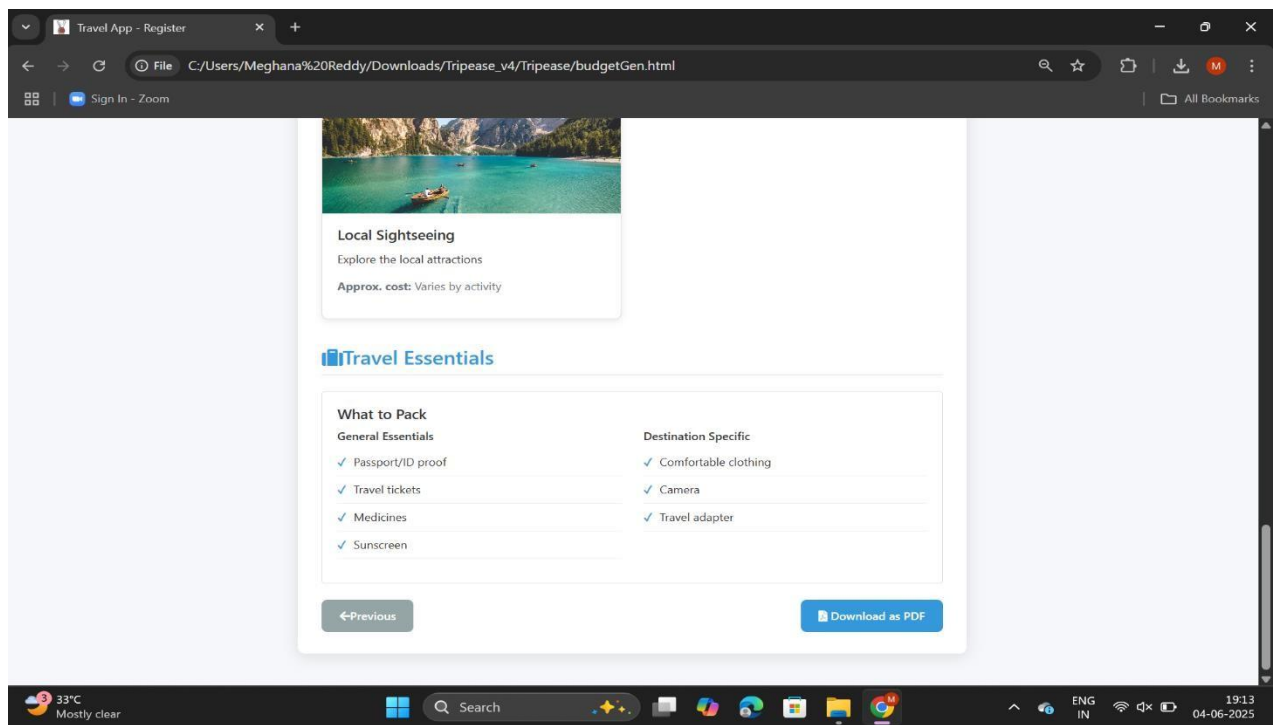 Travel App - Register
File C:/Users/Meghana%20Reddy/Downloads/Tripease_v4/Tripease/budgetGen.html
M
Sign In - Zoom
All Bookmarks
Local Sightseeing
Explore the local attractions
Approx. cost: Varies by activity
Travel Essentials
What to Pack
General Essentials
Passport/ID proof
Travel tickets
Medicines
Sunscreen
Destination Specific
Comfortable clothing
Camera
Travel adapter
Previous
Download as PDF
3
33°C
Mostly clear
Search
M
ENG
IN
19:13
04-06-2025